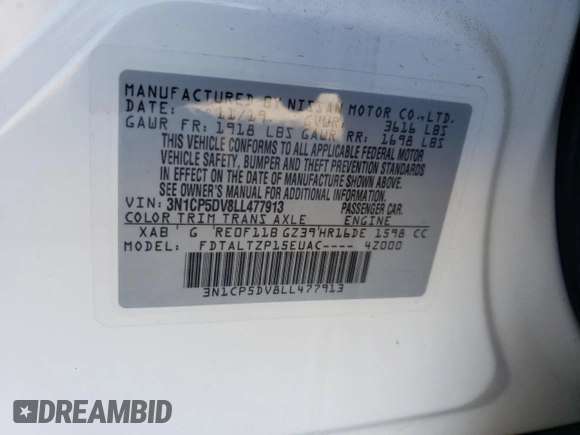 MANUFACTURED BY NISSAN MOTOR CO., LTD.
DATE: 11/19 GVWR 3616 LBS
GAWR FR: 1918 LBS GAWR RR: 1698 LBS
THIS VEHICLE CONFORMS TO ALL APPLICABLE FEDERAL MOTOR
VEHICLE SAFETY, BUMPER AND THEFT PREVENTION STANDARDS
IN EFFECT ON THE DATE OF MANUFACTURE SHOWN ABOVE.
SEE OWNER'S MANUAL OR INFORMATION
VIN: 3N1CP5DV8LL477913 PASSENGER CAR.
COLOR TRIM TRANS AXLE ENGINE
XAB G RE0F11B GZ39 HR16DE 1598 CC
MODEL: FDTALTZP15EUAC---- 4Z000
3N1CP5DV8LL477913
DREAMBID